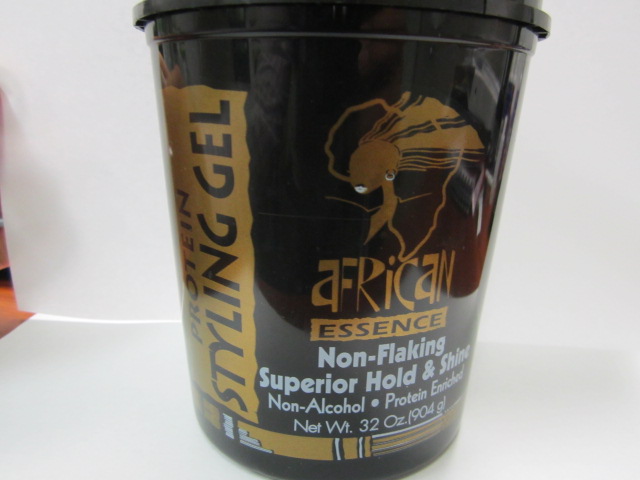 PROTEIN
STYLING GEL
AFRICAN
ESSENCE
Non-Flaking
Superior Hold & Shine
Non-Alcohol • Protein Enriched
Net Wt. 32 Oz.(904 g)